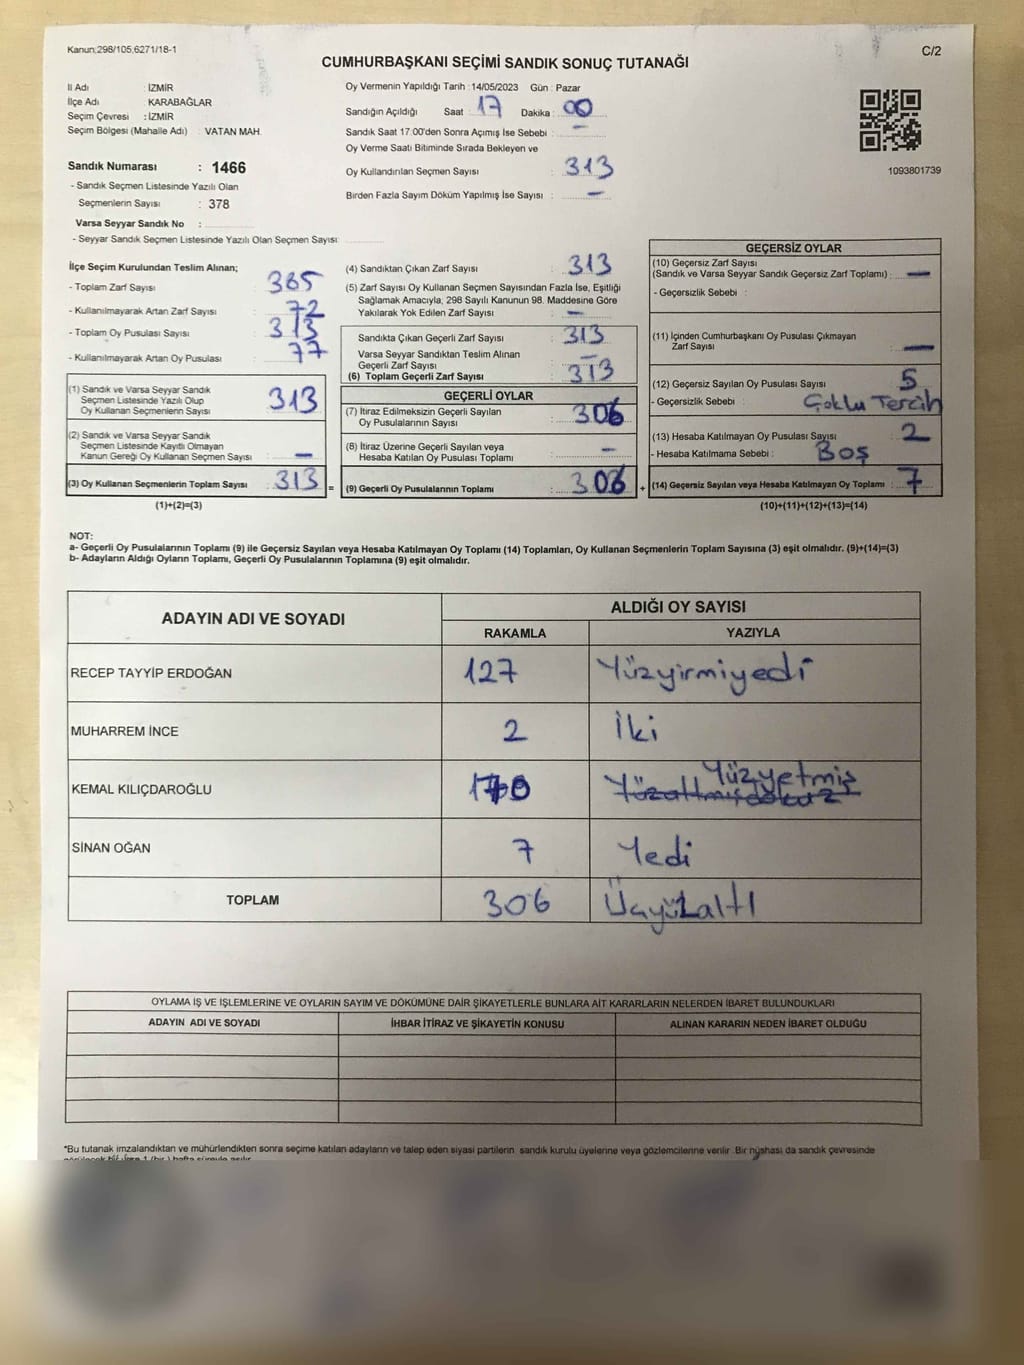 Kanun:298/105,6271/18-1
C/2
CUMHURBAŞKANI SEÇİMİ SANDIK SONUÇ TUTANAĞI
İl Adı : İZMİR
İlçe Adı : KARABAĞLAR
Seçim Çevresi : İZMİR
Seçim Bölgesi (Mahalle Adı) : VATAN MAH.
Sandık Numarası : 1466
- Sandık Seçmen Listesinde Yazılı Olan
Seçmenlerin Sayısı : 378
Varsa Seyyar Sandık No :
- Seyyar Sandık Seçmen Listesinde Yazılı Olan Seçmen Sayısı:
Oy Vermenin Yapıldığı Tarih :14/05/2023 Gün : Pazar
Sandığın Açıldığı Saat : 17 Dakika : 00
Sandık Saat 17.00'den Sonra Açımış İse Sebebi : –
Oy Verme Saati Bitiminde Sırada Bekleyen ve
Oy Kullandırılan Seçmen Sayısı : 313
Birden Fazla Sayım Döküm Yapılmış İse Sayısı : –
1093801739
İlçe Seçim Kurulundan Teslim Alınan;
- Toplam Zarf Sayısı : 385
- Kullanılmayarak Artan Zarf Sayısı : 72
- Toplam Oy Pusulası Sayısı : 313
- Kullanılmayarak Artan Oy Pusulası : 77
(1) Sandık ve Varsa Seyyar Sandık
Seçmen Listesinde Yazılı Olup
Oy Kullanan Seçmenlerin Sayısı : 313
(2) Sandık ve Varsa Seyyar Sandık
Seçmen Listesinde Kayıtlı Olmayan
Kanun Gereği Oy Kullanan Seçmen Sayısı : –
(3) Oy Kullanan Seçmenlerin Toplam Sayısı : 313
(1)+(2)=(3)
(4) Sandıktan Çıkan Zarf Sayısı : 313
(5) Zarf Sayısı Oy Kullanan Seçmen Sayısından Fazla İse, Eşitliği
Sağlamak Amacıyla, 298 Sayılı Kanunun 98. Maddesine Göre
Yakılarak Yok Edilen Zarf Sayısı : –
Sandıkta Çıkan Geçerli Zarf Sayısı : 313
Varsa Seyyar Sandıktan Teslim Alınan
Geçerli Zarf Sayısı : –
(6) Toplam Geçerli Zarf Sayısı : 313
GEÇERLİ OYLAR
(7) İtiraz Edilmeksizin Geçerli Sayılan
Oy Pusulalarının Sayısı : 306
(8) İtiraz Üzerine Geçerli Sayılan veya
Hesaba Katılan Oy Pusulası Toplamı : –
= (9) Geçerli Oy Pusulalarının Toplamı : 306 +
GEÇERSİZ OYLAR
(10) Geçersiz Zarf Sayısı
(Sandık ve Varsa Seyyar Sandık Geçersiz Zarf Toplamı) : –
- Geçersizlik Sebebi :
(11) İçinden Cumhurbaşkanı Oy Pusulası Çıkmayan
Zarf Sayısı : –
(12) Geçersiz Sayılan Oy Pusulası Sayısı : 5
- Geçersizlik Sebebi : Çoklu Tercih
(13) Hesaba Katılmayan Oy Pusulası Sayısı : 2
- Hesaba Katılmama Sebebi : BOŞ
(14) Geçersiz Sayılan veya Hesaba Katılmayan Oy Toplamı : 7
(10)+(11)+(12)+(13)=(14)
NOT:
a- Geçerli Oy Pusulalarının Toplamı (9) ile Geçersiz Sayılan veya Hesaba Katılmayan Oy Toplamı (14) Toplamları, Oy Kullanan Seçmenlerin Toplam Sayısına (3) eşit olmalıdır. (9)+(14)=(3)
b- Adayların Aldığı Oyların Toplamı, Geçerli Oy Pusulalarının Toplamına (9) eşit olmalıdır.
ADAYIN ADI VE SOYADI ALDIĞI OY SAYISI
RAKAMLA YAZIYLA
RECEP TAYYİP ERDOĞAN 127 Yüzyirmiyedi
MUHARREM İNCE 2 İki
KEMAL KILIÇDAROĞLU 170 Yüzyetmiş
Yüzaltmışdokuz
SİNAN OĞAN 7 Yedi
TOPLAM 306 Üçyüzaltı
OYLAMA İŞ VE İŞLEMLERİNE VE OYLARIN SAYIM VE DÖKÜMÜNE DAİR ŞİKAYETLERLE BUNLARA AİT KARARLARIN NELERDEN İBARET BULUNDUKLARI
ADAYIN ADI VE SOYADI İHBAR İTİRAZ VE ŞİKAYETİN KONUSU ALINAN KARARIN NEDEN İBARET OLDUĞU
*Bu tutanak imzalandıktan ve mühürlendikten sonra seçime katılan adayların ve talep eden siyasi partilerin sandık kurulu üyelerine veya gözlemcilerine verilir .Bir nüshası da sandık çevresinde